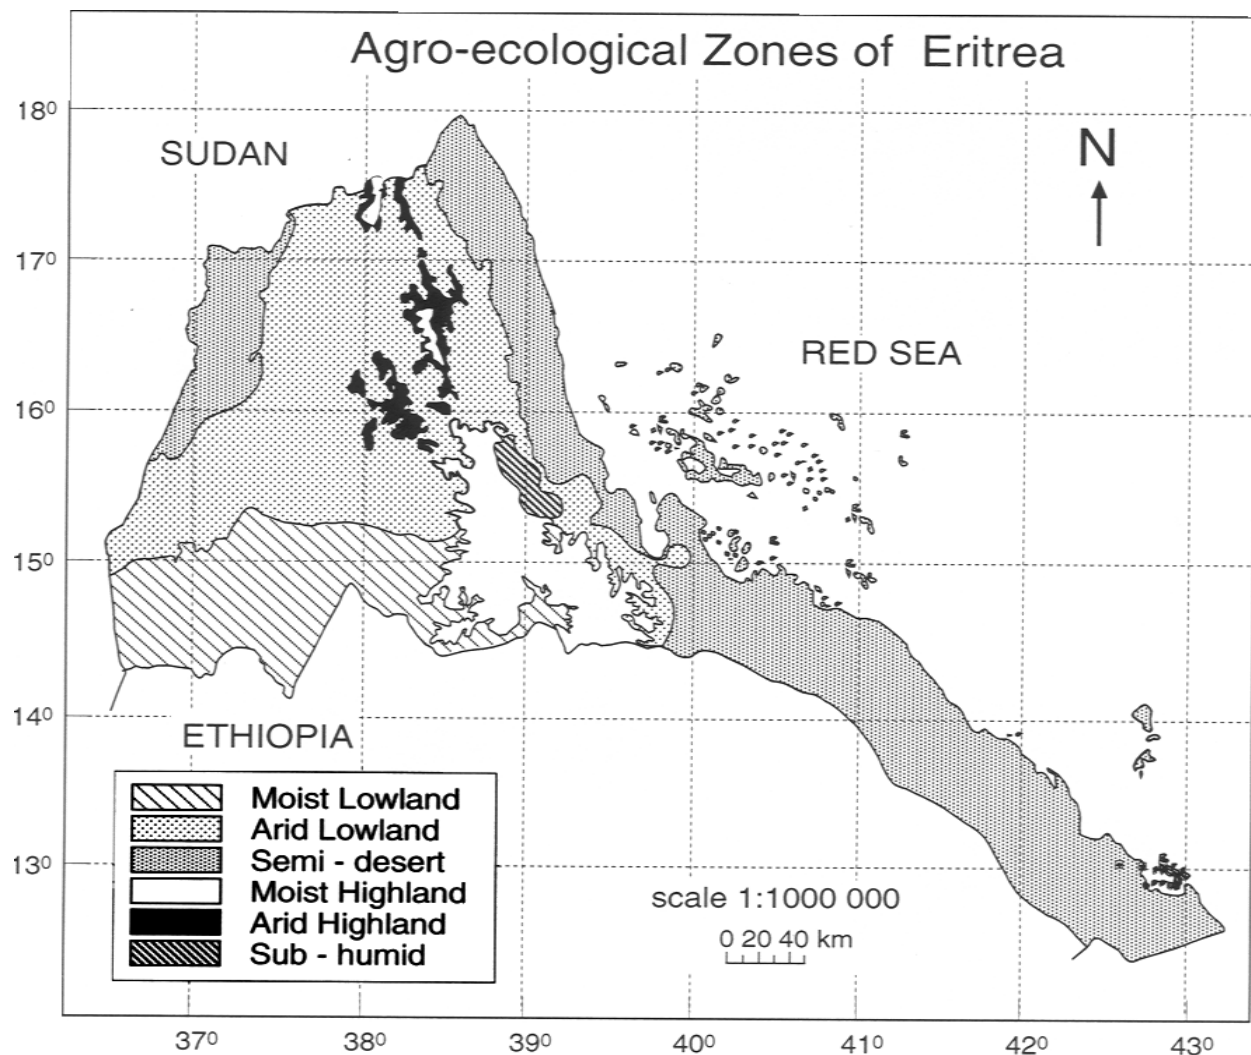 Agro-ecological Zones of Eritrea
18⁰
SUDAN
N
17⁰
RED SEA
16⁰
15⁰
14⁰
ETHIOPIA
Moist Lowland
Arid Lowland
13⁰
Semi - desert
Moist Highland
Arid Highland
Sub - humid
scale 1:1000 000
0 20 40 km
37⁰ 38⁰ 39⁰ 40⁰ 41⁰ 42⁰ 43⁰